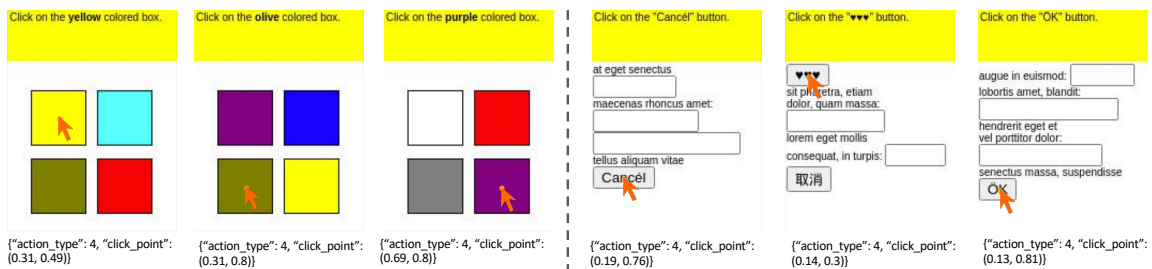 Click on the yellow colored box.
{“action_type”: 4, “click_point”:
(0.31, 0.49)}
Click on the olive colored box.
{“action_type”: 4, “click_point”:
(0.31, 0.8)}
Click on the purple colored box.
{“action_type”: 4, “click_point”:
(0.69, 0.8)}
Click on the "Cancél" button.
at eget senectus
maecenas rhoncus amet:
tellus aliquam vitae
Cancél
{“action_type”: 4, “click_point”:
(0.19, 0.76)}
Click on the "♥♥♥" button.
♥♥♥
sit pharetra, etiam
dolor, quam massa:
lorem eget mollis
consequat, in turpis:
取消
{“action_type”: 4, “click_point”:
(0.14, 0.3)}
Click on the "ÖK" button.
augue in euismod:
lobortis amet, blandit:
hendrerit eget et
vel porttitor dolor:
senectus massa, suspendisse
ÖK
{“action_type”: 4, “click_point”:
(0.13, 0.81)}